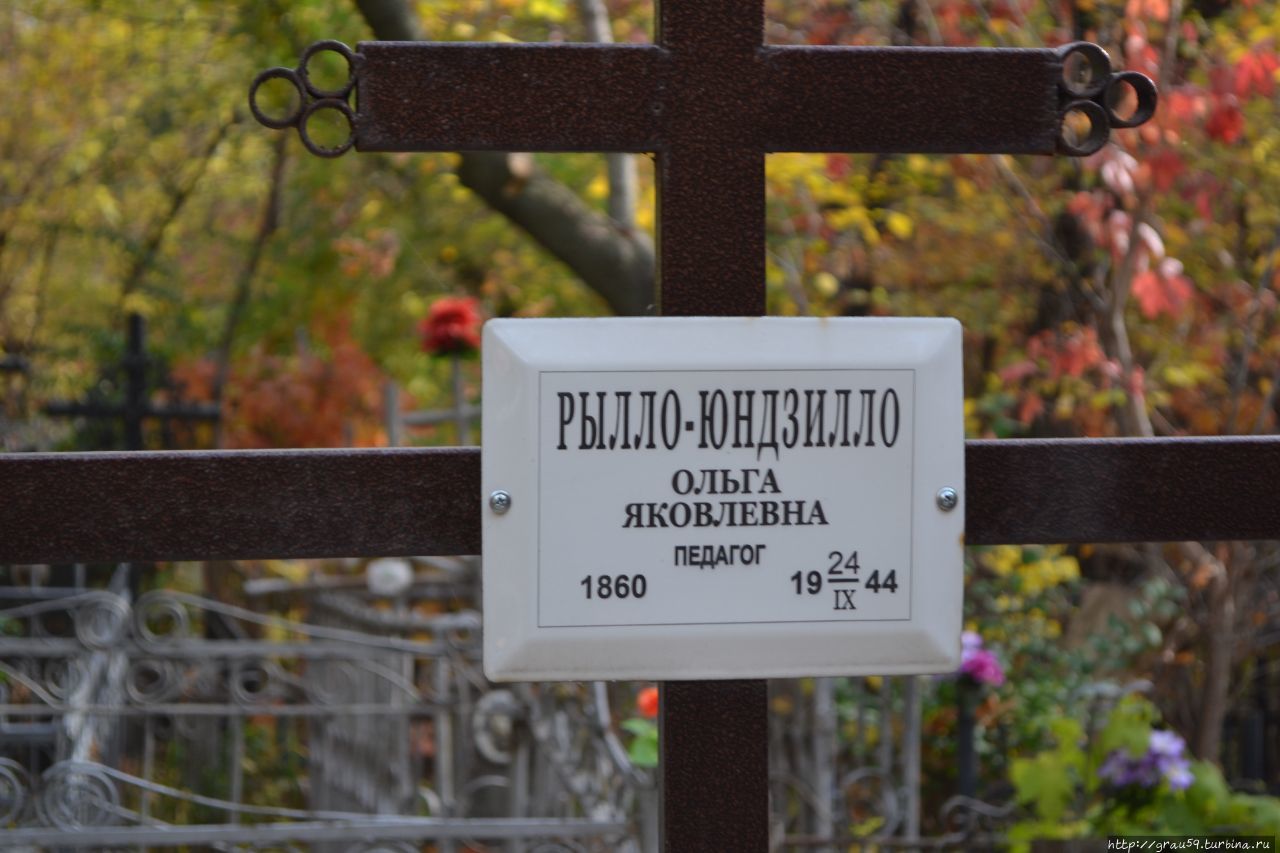 РЫЛЛО-ЮНДЗИЛЛО
ОЛЬГА
ЯКОВЛЕВНА
ПЕДАГОГ
1860 19 24/IX 44
http://grau59.turbina.ru